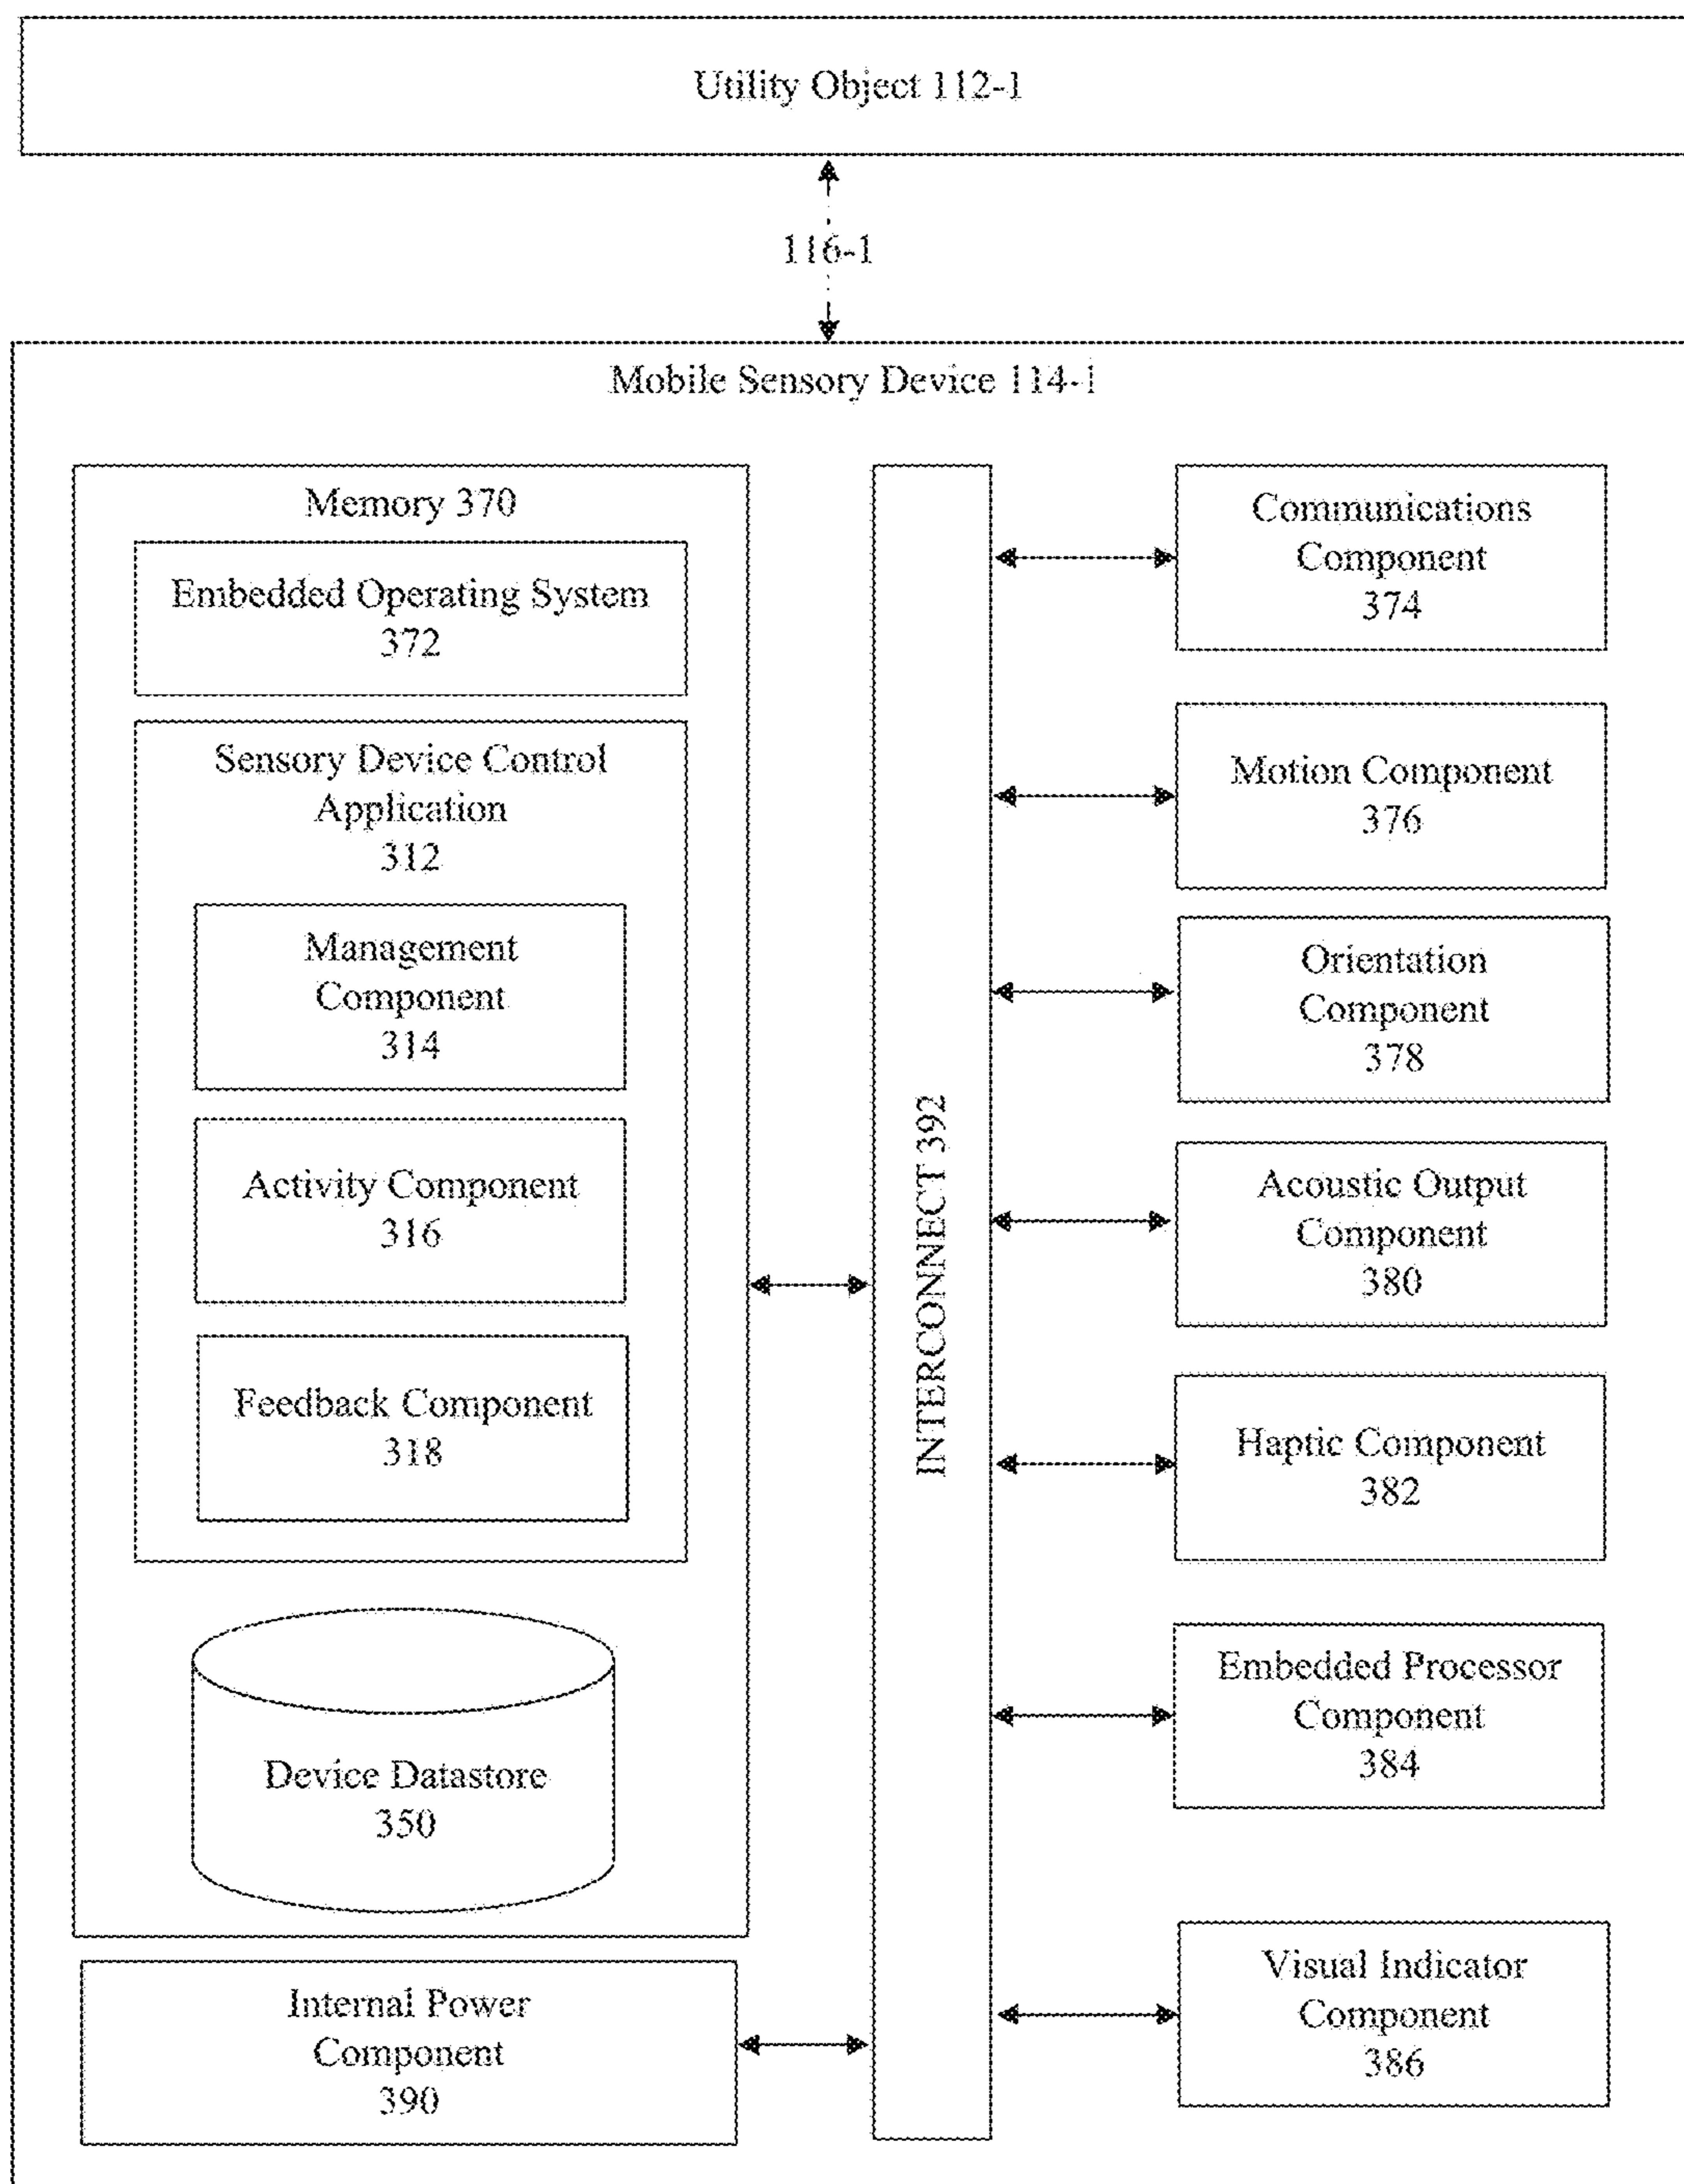 Utility Object 112-1
116-1
Mobile Sensory Device 114-1
Memory 370
Embedded Operating System
372
Sensory Device Control
Application
312
Management
Component
314
Activity Component
316
Feedback Component
318
Device Datastore
350
Internal Power
Component
390
INTERCONNECT 392
Communications
Component
374
Motion Component
376
Orientation
Component
378
Acoustic Output
Component
380
Haptic Component
382
Embedded Processor
Component
384
Visual Indicator
Component
386